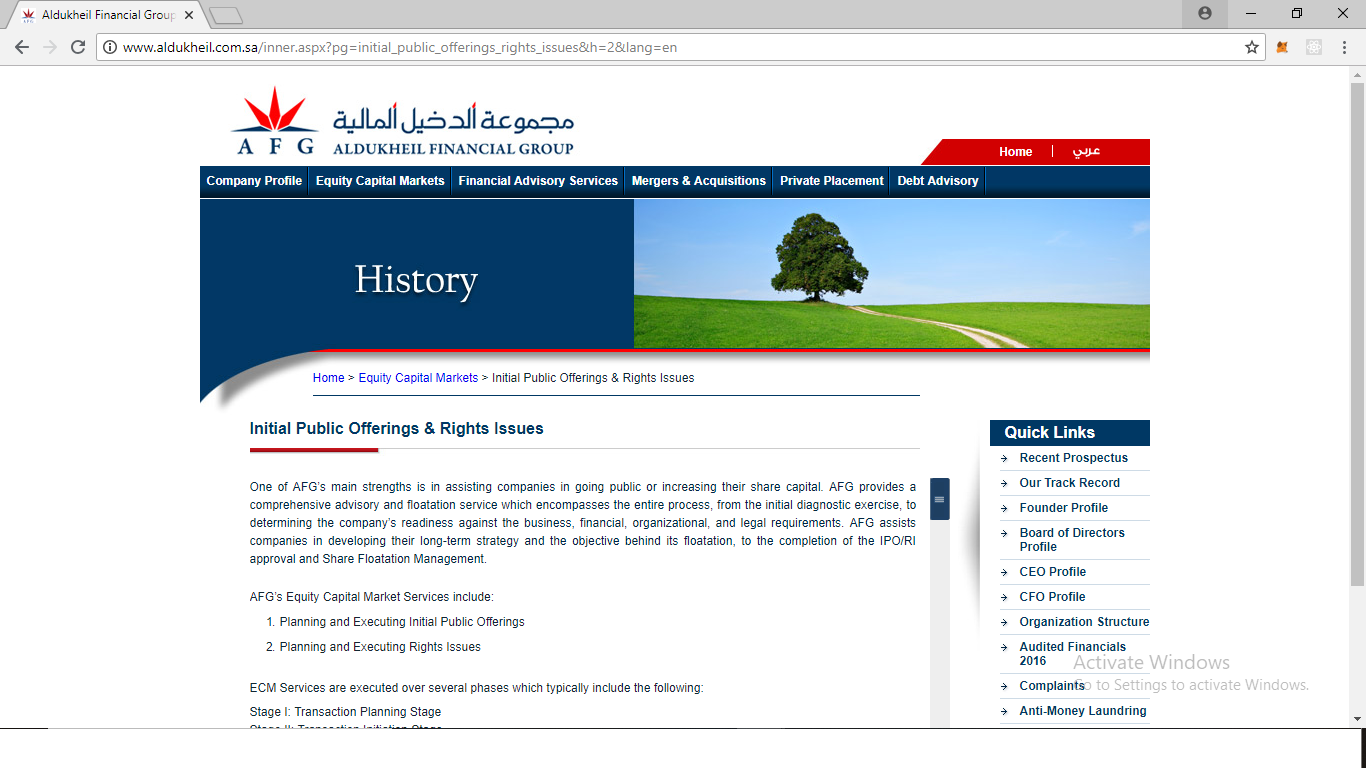 Aldukheil Financial Group
www.aldukheil.com.sa/inner.aspx?pg=initial_public_offerings_rights_issues&h=2&lang=en
مجموعة الدخيل المالية
A F G
ALDUKHEIL FINANCIAL GROUP
Home | عربي
Company Profile
Equity Capital Markets
Financial Advisory Services
Mergers & Acquisitions
Private Placement
Debt Advisory
History
Home > Equity Capital Markets > Initial Public Offerings & Rights Issues
Initial Public Offerings & Rights Issues
One of AFG's main strengths is in assisting companies in going public or increasing their share capital. AFG provides a
comprehensive advisory and floatation service which encompasses the entire process, from the initial diagnostic exercise, to
determining the company's readiness against the business, financial, organizational, and legal requirements. AFG assists
companies in developing their long-term strategy and the objective behind its floatation, to the completion of the IPO/RI
approval and Share Floatation Management.
AFG's Equity Capital Market Services include:
1. Planning and Executing Initial Public Offerings
2. Planning and Executing Rights Issues
ECM Services are executed over several phases which typically include the following:
Stage I: Transaction Planning Stage
Stage II: Transaction Initiation Stage
Quick Links
Recent Prospectus
Our Track Record
Founder Profile
Board of Directors
Profile
CEO Profile
CFO Profile
Organization Structure
Audited Financials
2016
Complaints
Anti-Money Laundring
Activate Windows
Go to Settings to activate Windows.